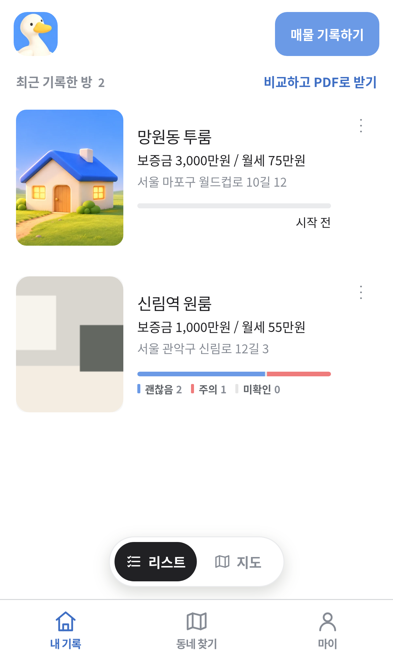 매물 기록하기
최근 기록한 방 2
비교하고 PDF로 받기
망원동 투룸
보증금 3,000만원 / 월세 75만원
서울 마포구 월드컵로 10길 12
시작 전
신림역 원룸
보증금 1,000만원 / 월세 55만원
서울 관악구 신림로 12길 3
괜찮음 2 주의 1 미확인 0
리스트 지도
내 기록 동네 찾기 마이